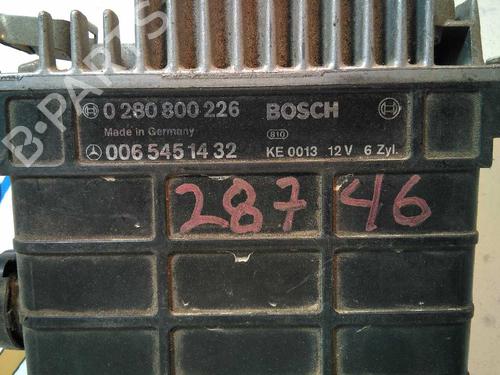 0 280 800 226 BOSCH
Made in Germany 810
006 545 14 32 KE 0013 12 V 6 Zyl.
28746
B-PARTS